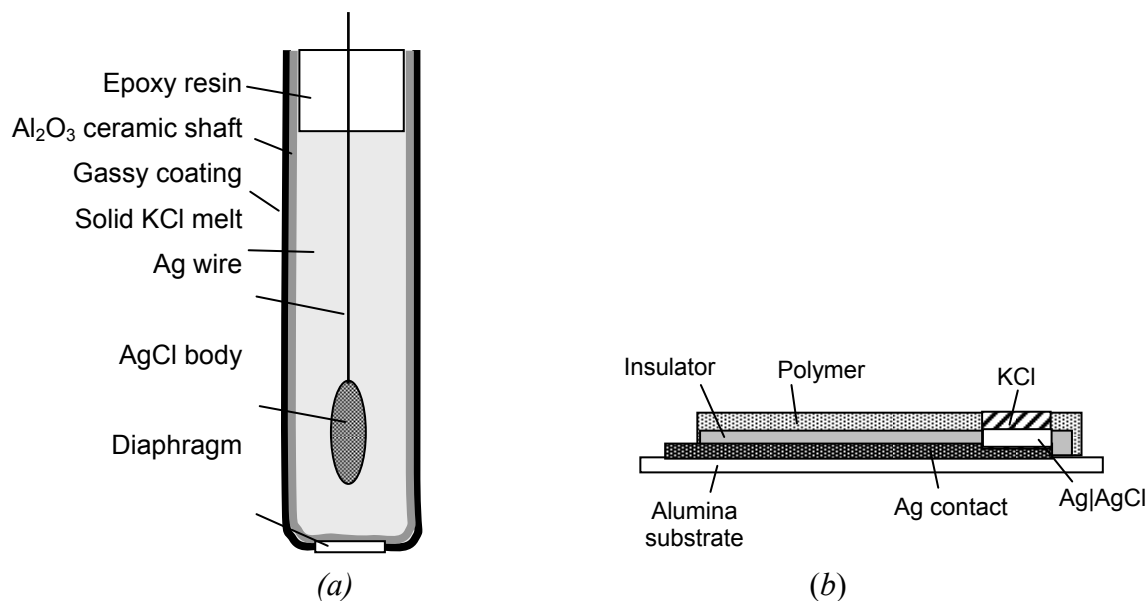 Epoxy resin
Al₂O₃ ceramic shaft
Gassy coating
Solid KCl melt
Ag wire
AgCl body
Diaphragm
(a)
Insulator
Polymer
KCl
Alumina
substrate
Ag contact
Ag|AgCl
(b)